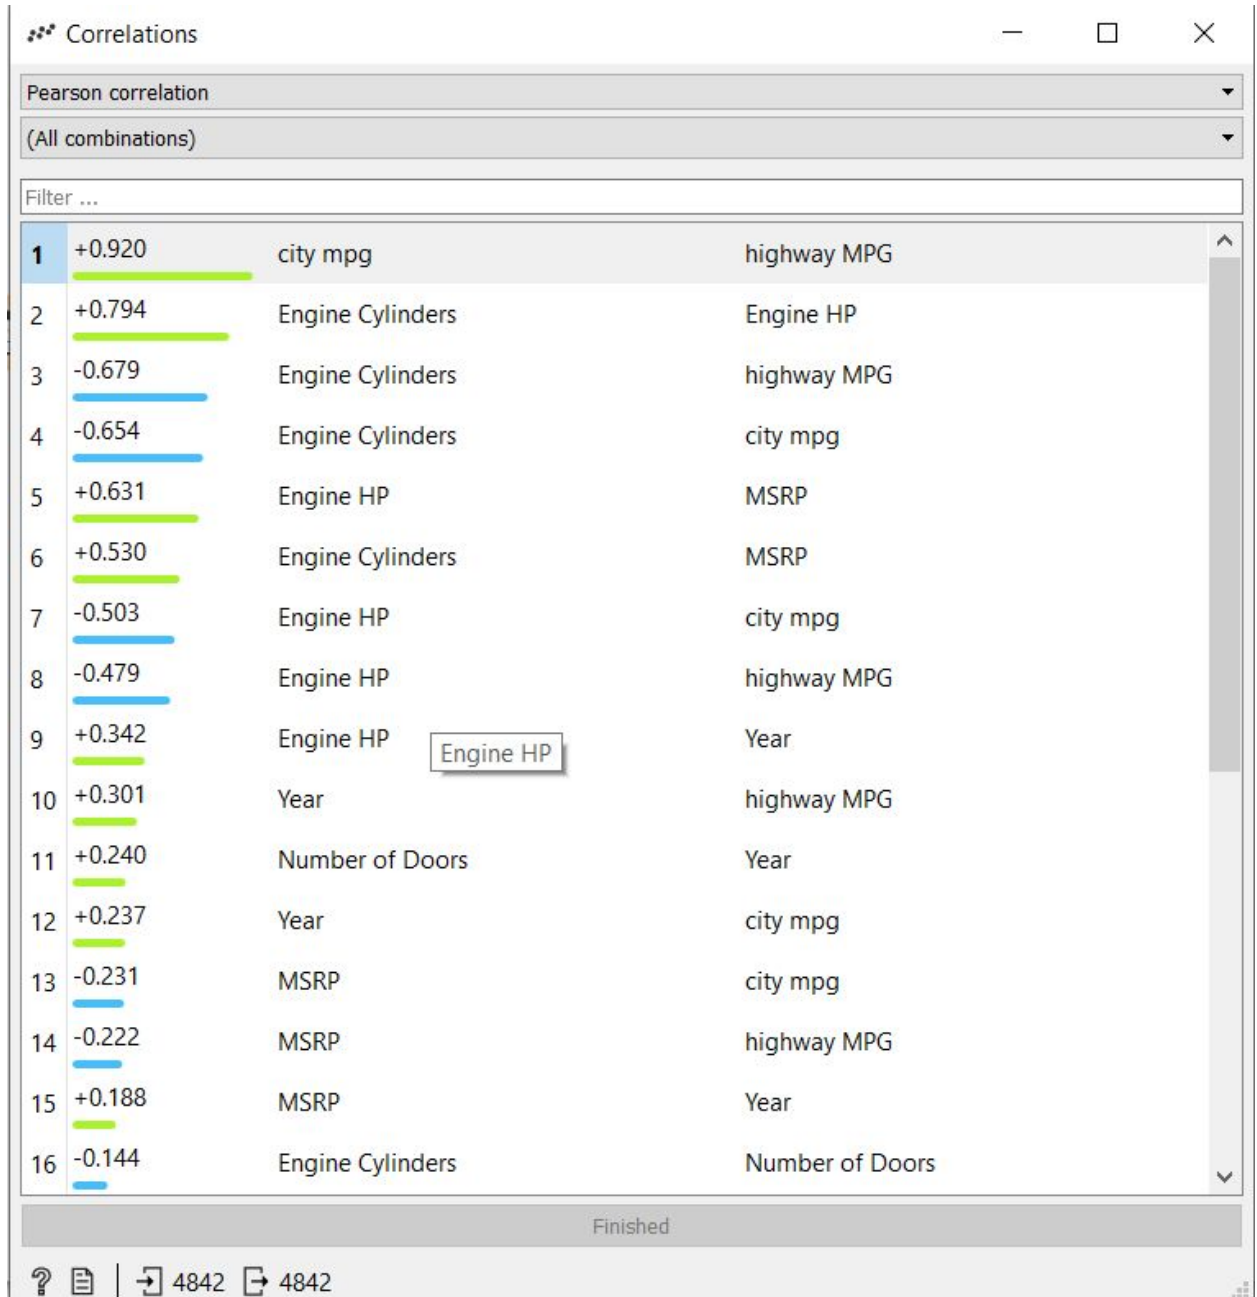 Correlations
Pearson correlation
(All combinations)
Filter ...
1 +0.920 city mpg highway MPG
2 +0.794 Engine Cylinders Engine HP
3 -0.679 Engine Cylinders highway MPG
4 -0.654 Engine Cylinders city mpg
5 +0.631 Engine HP MSRP
6 +0.530 Engine Cylinders MSRP
7 -0.503 Engine HP city mpg
8 -0.479 Engine HP highway MPG
9 +0.342 Engine HP Year
Engine HP
10 +0.301 Year highway MPG
11 +0.240 Number of Doors Year
12 +0.237 Year city mpg
13 -0.231 MSRP city mpg
14 -0.222 MSRP highway MPG
15 +0.188 MSRP Year
16 -0.144 Engine Cylinders Number of Doors
Finished
? 4842 4842